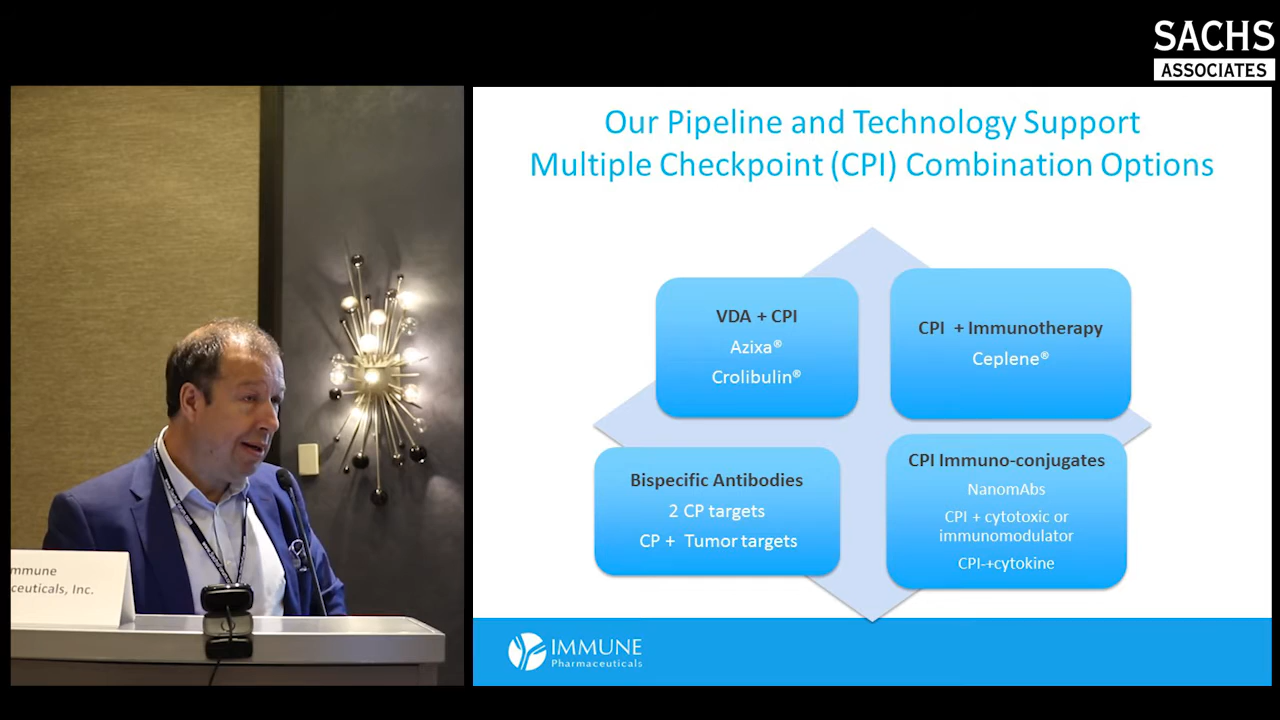 SACHS
ASSOCIATES
Our Pipeline and Technology Support
Multiple Checkpoint (CPI) Combination Options
VDA + CPI
Azixa®
Crolibulin®
CPI + Immunotherapy
Ceplene®
Bispecific Antibodies
2 CP targets
CP + Tumor targets
CPI Immuno-conjugates
NanomAbs
CPI + cytotoxic or
immunomodulator
CPI-+cytokine
mmune
ceuticals, Inc.
IMMUNE
Pharmaceuticals